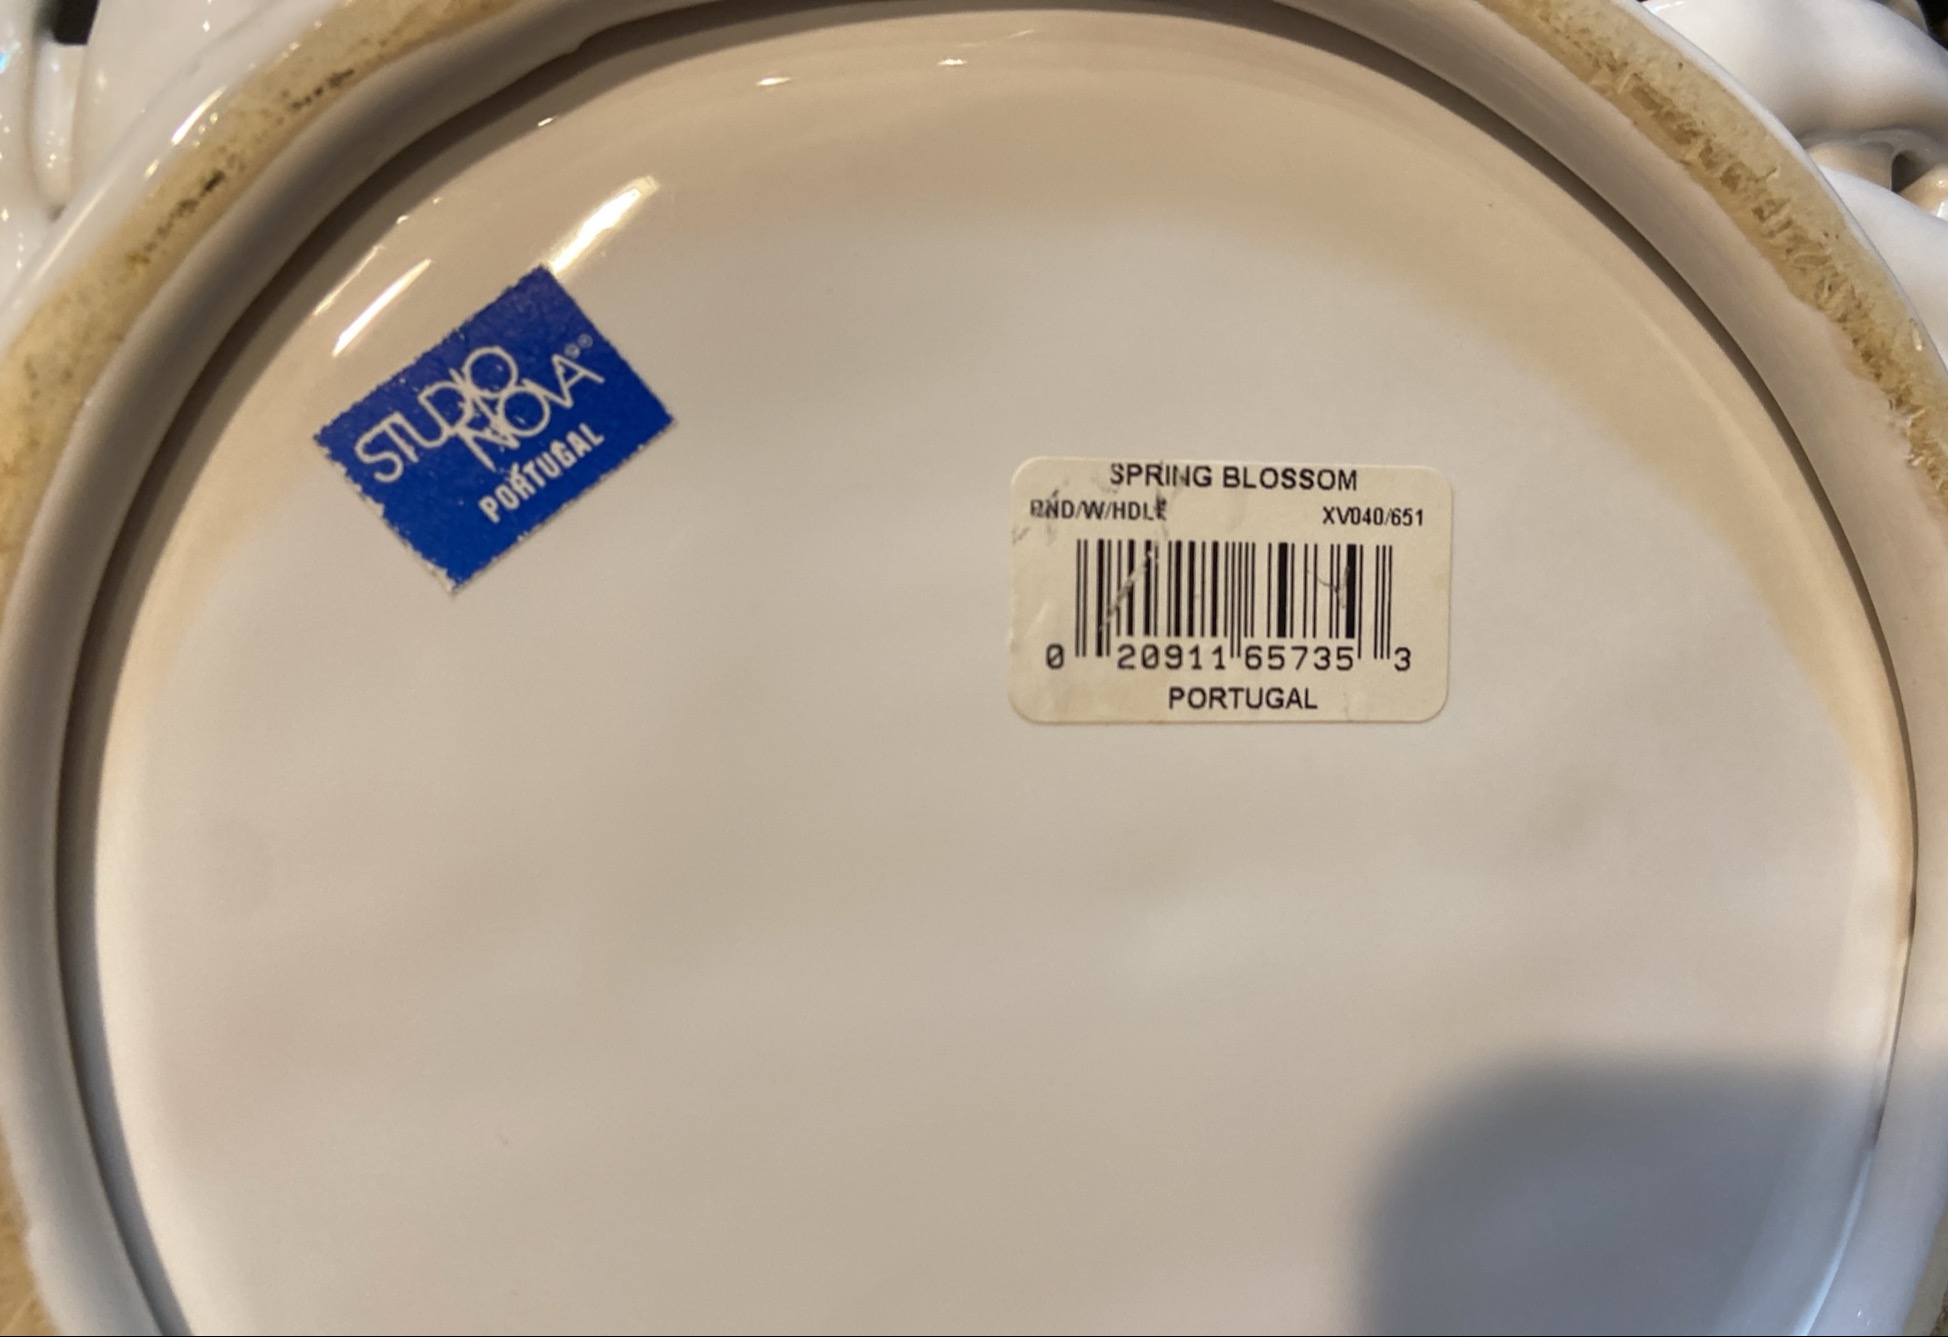 STUDIO
NOVA®
PORTUGAL
SPRING BLOSSOM
RND/W/HDLE XV040/651
0 20911 65735 3
PORTUGAL